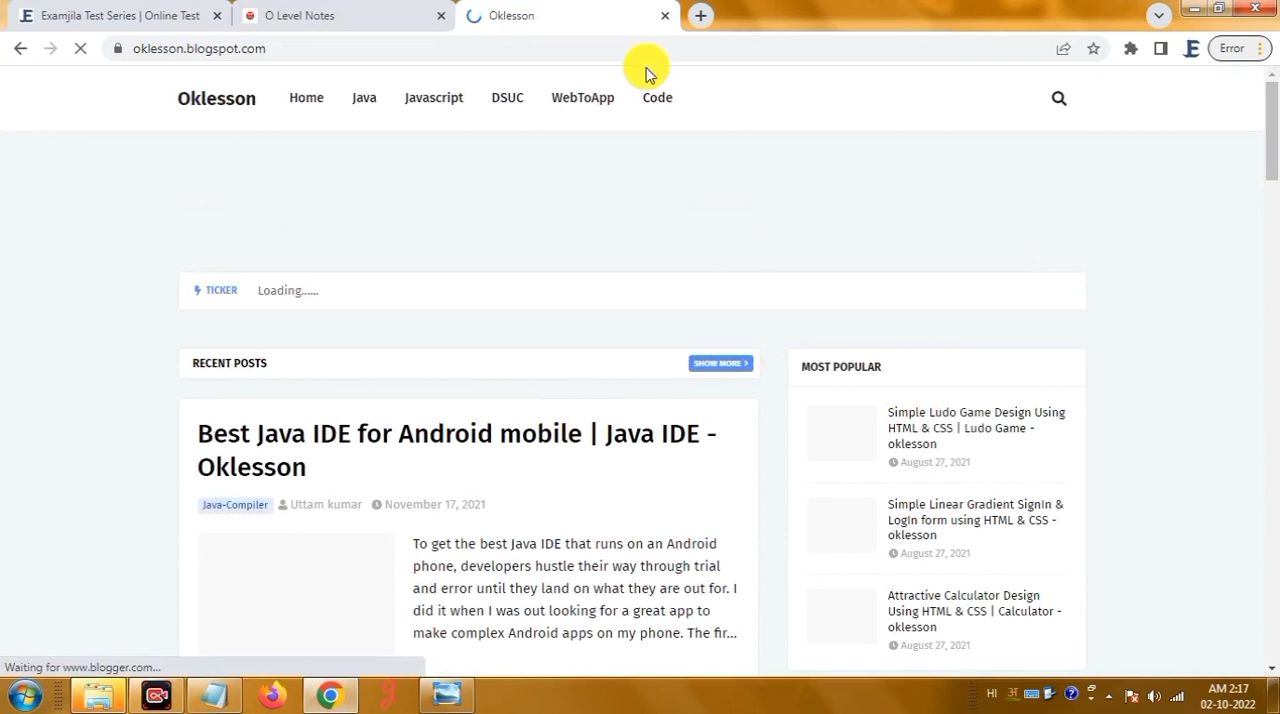 Examjila Test Series | Online Test
O Level Notes
Oklesson
oklesson.blogspot.com
Error
Oklesson
Home
Java
Javascript
DSUC
WebToApp
Code
TICKER
Loading......
RECENT POSTS
SHOW MORE
Best Java IDE for Android mobile | Java IDE -
Oklesson
Java-Compiler
Uttam kumar
November 17, 2021
To get the best Java IDE that runs on an Android
phone, developers hustle their way through trial
and error until they land on what they are out for. I
did it when I was out looking for a great app to
make complex Android apps on my phone. The fir...
MOST POPULAR
Simple Ludo Game Design Using
HTML & CSS | Ludo Game -
oklesson
August 27, 2021
Simple Linear Gradient SignIn &
LogIn form using HTML & CSS -
oklesson
August 27, 2021
Attractive Calculator Design
Using HTML & CSS | Calculator -
oklesson
August 27, 2021
Waiting for www.blogger.com...
HI
AM 2:17
02-10-2022